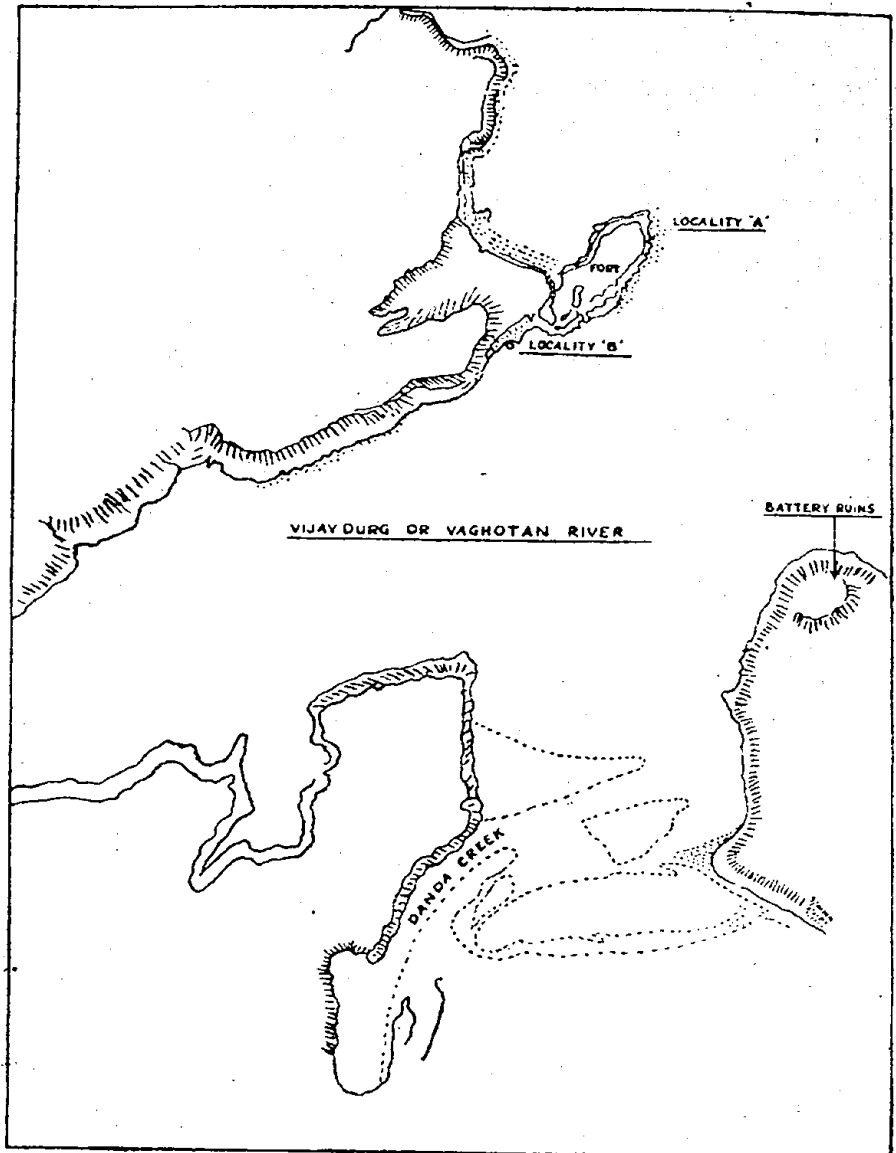 LOCALITY 'A'
FORT
LOCALITY 'B'
VIJAYDURG OR VAGHOTAN RIVER
BATTERY RUINS
DANDA CREEK